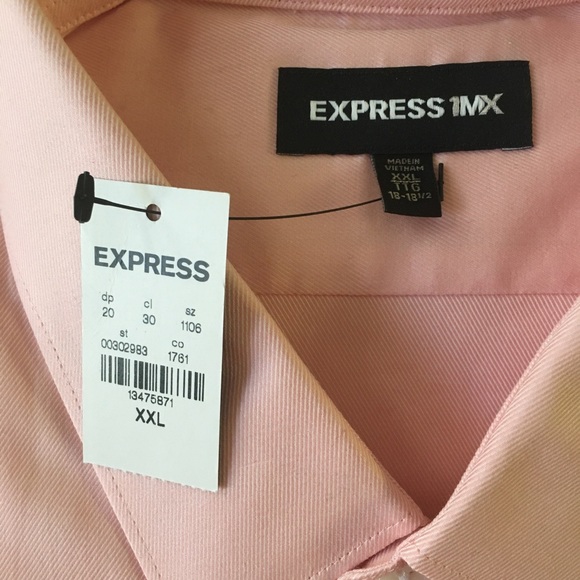 EXPRESS 1MX
MADE IN
VIETNAM
XXL
TTG
18-18 1/2
EXPRESS
dp cl sz
20 30 1106
st co
00302983 1761
13475871
XXL